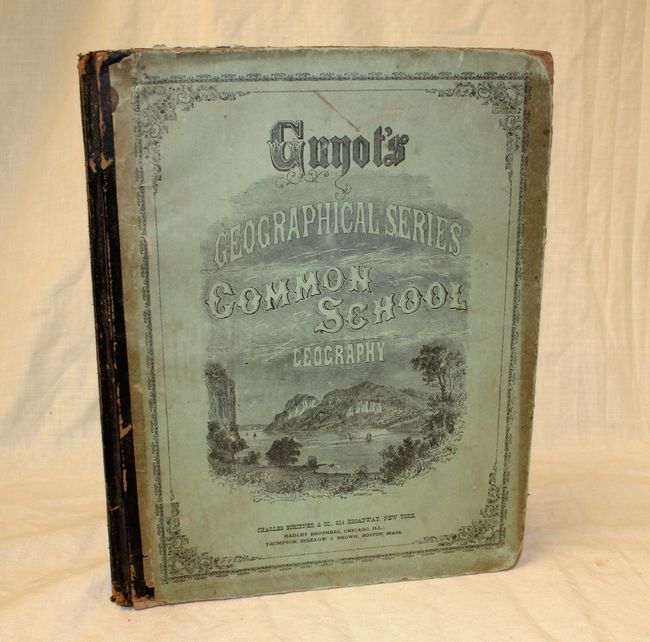 Guyot's
GEOGRAPHICAL SERIES
COMMON
SCHOOL
GEOGRAPHY
CHARLES SCRIBNER & CO., 654 BROADWAY, NEW YORK.
HADLEY BROTHERS, CHICAGO, ILL.
THOMPSON, BIGELOW & BROWN, BOSTON, MASS.